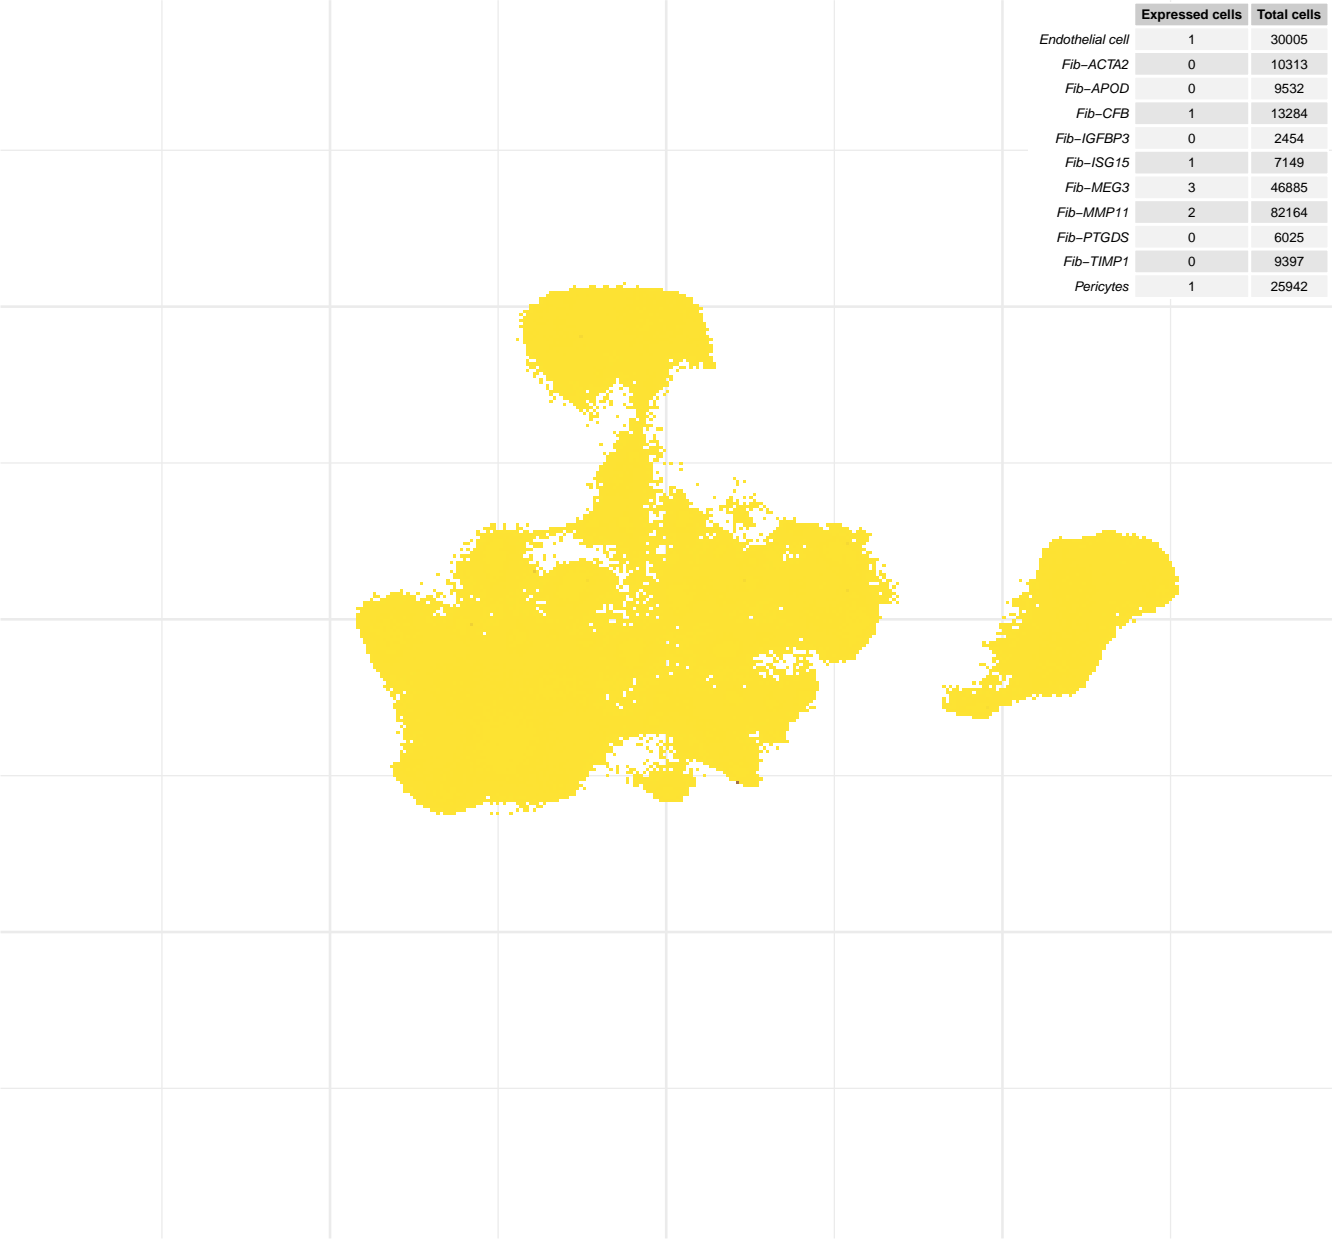 Expressed cells Total cells
Endothelial cell 1 30005
Fib−ACTA2 0 10313
Fib−APOD 0 9532
Fib−CFB 1 13284
Fib−IGFBP3 0 2454
Fib−ISG15 1 7149
Fib−MEG3 3 46885
Fib−MMP11 2 82164
Fib−PTGDS 0 6025
Fib−TIMP1 0 9397
Pericytes 1 25942